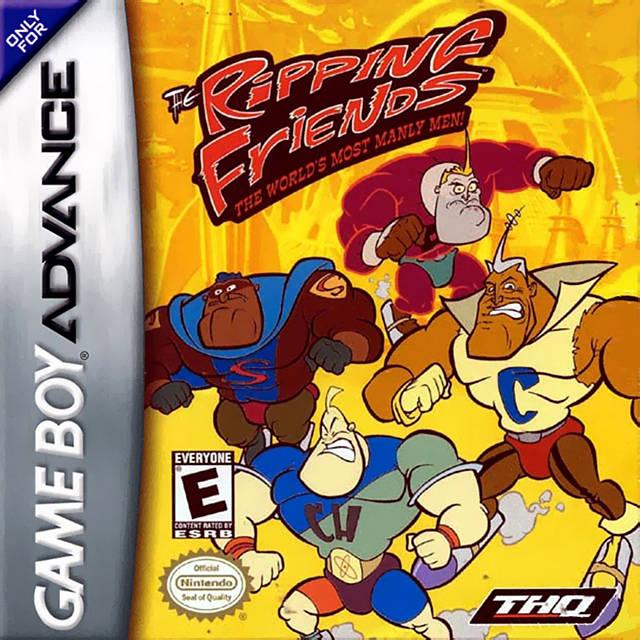 ONLY
FOR
GAME BOY ADVANCE
THE RIPPING
FRIENDS™
THE WORLD'S MOST MANLY MEN!
S
S
C
CH
EVERYONE
E
CONTENT RATED BY
ESRB
Official
Nintendo
Seal of Quality
THQ